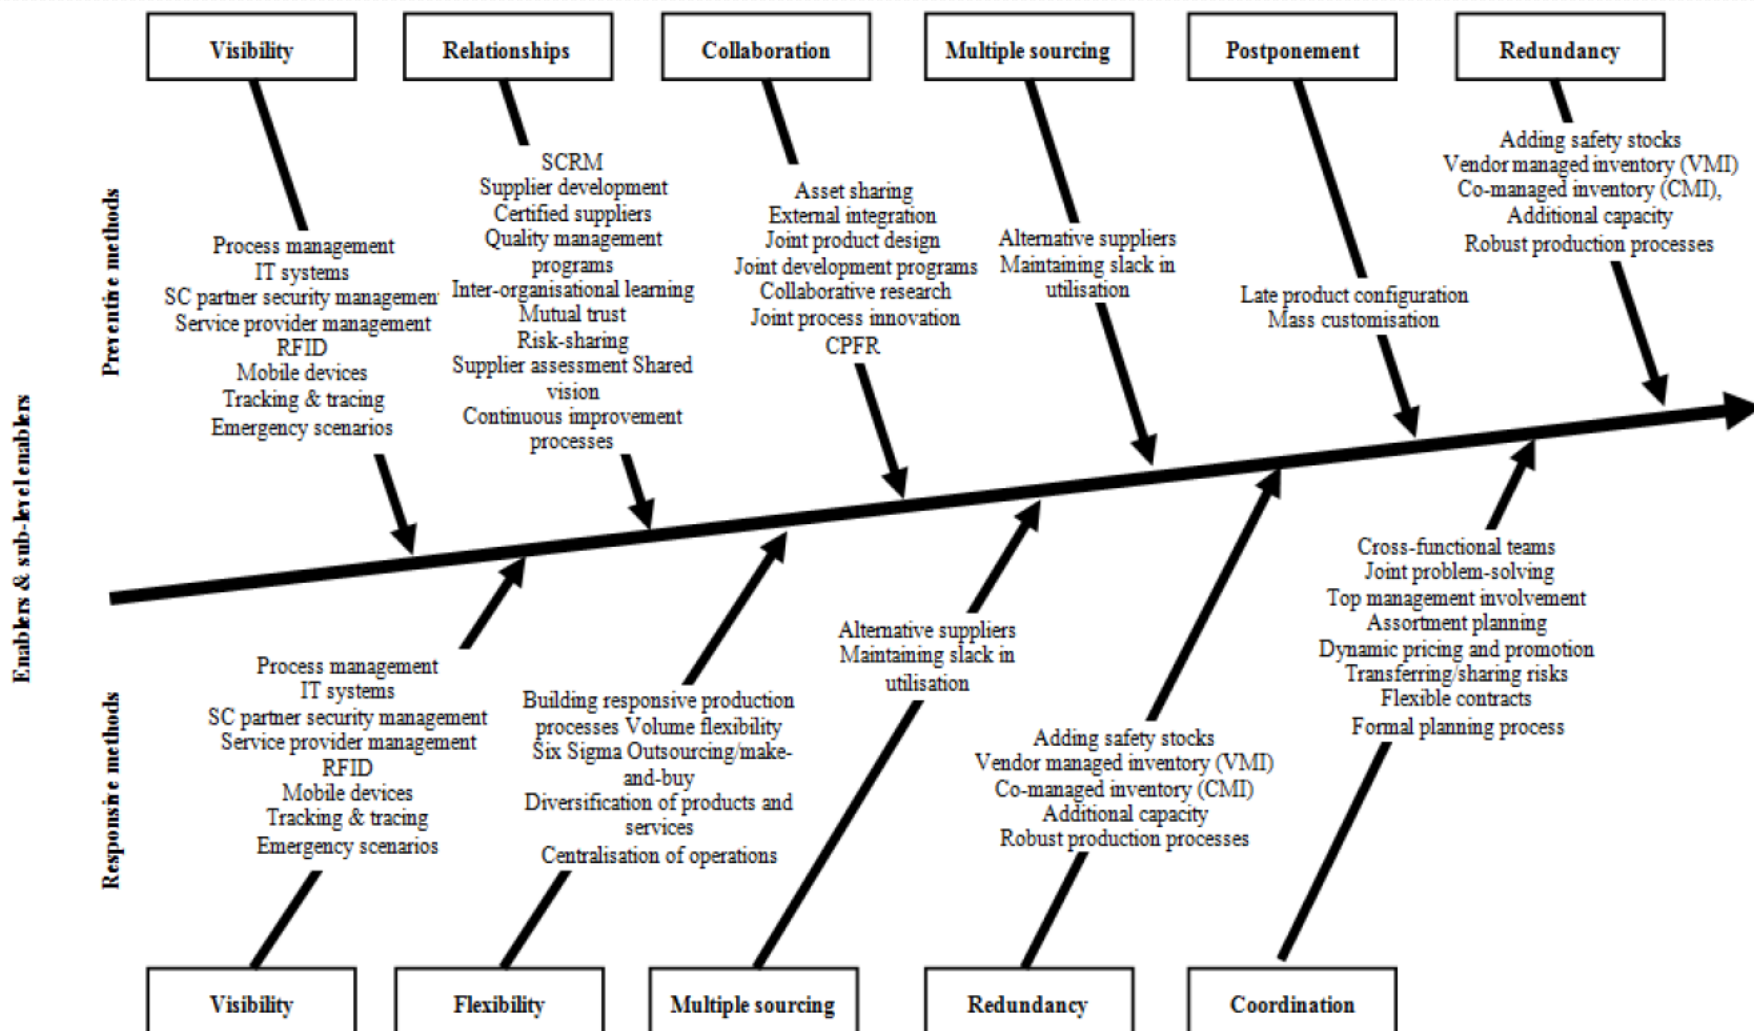 Visibility
Relationships
Collaboration
Multiple sourcing
Postponement
Redundancy
Enablers & sub-level enablers
Preventine methods
Process management
IT systems
SC partner security management
Service provider management
RFID
Mobile devices
Tracking & tracing
Emergency scenarios
SCRM
Supplier development
Certified suppliers
Quality management
programs
Inter-organisational learning
Mutual trust
Risk-sharing
Supplier assessment Shared
vision
Continuous improvement
processes
Asset sharing
External integration
Joint product design
Joint development programs
Collaborative research
Joint process innovation
CPFR
Alternative suppliers
Maintaining slack in
utilisation
Late product configuration
Mass customisation
Adding safety stocks
Vendor managed inventory (VMI)
Co-managed inventory (CMI),
Additional capacity
Robust production processes
Responsine methods
Process management
IT systems
SC partner security management
Service provider management
RFID
Mobile devices
Tracking & tracing
Emergency scenarios
Building responsive production
processes Volume flexibility
Six Sigma Outsourcing/make-
and-buy
Diversification of products and
services
Centralisation of operations
Alternative suppliers
Maintaining slack in
utilisation
Adding safety stocks
Vendor managed inventory (VMI)
Co-managed inventory (CMI)
Additional capacity
Robust production processes
Cross-functional teams
Joint problem-solving
Top management involvement
Assortment planning
Dynamic pricing and promotion
Transferring/sharing risks
Flexible contracts
Formal planning process
Visibility
Flexibility
Multiple sourcing
Redundancy
Coordination